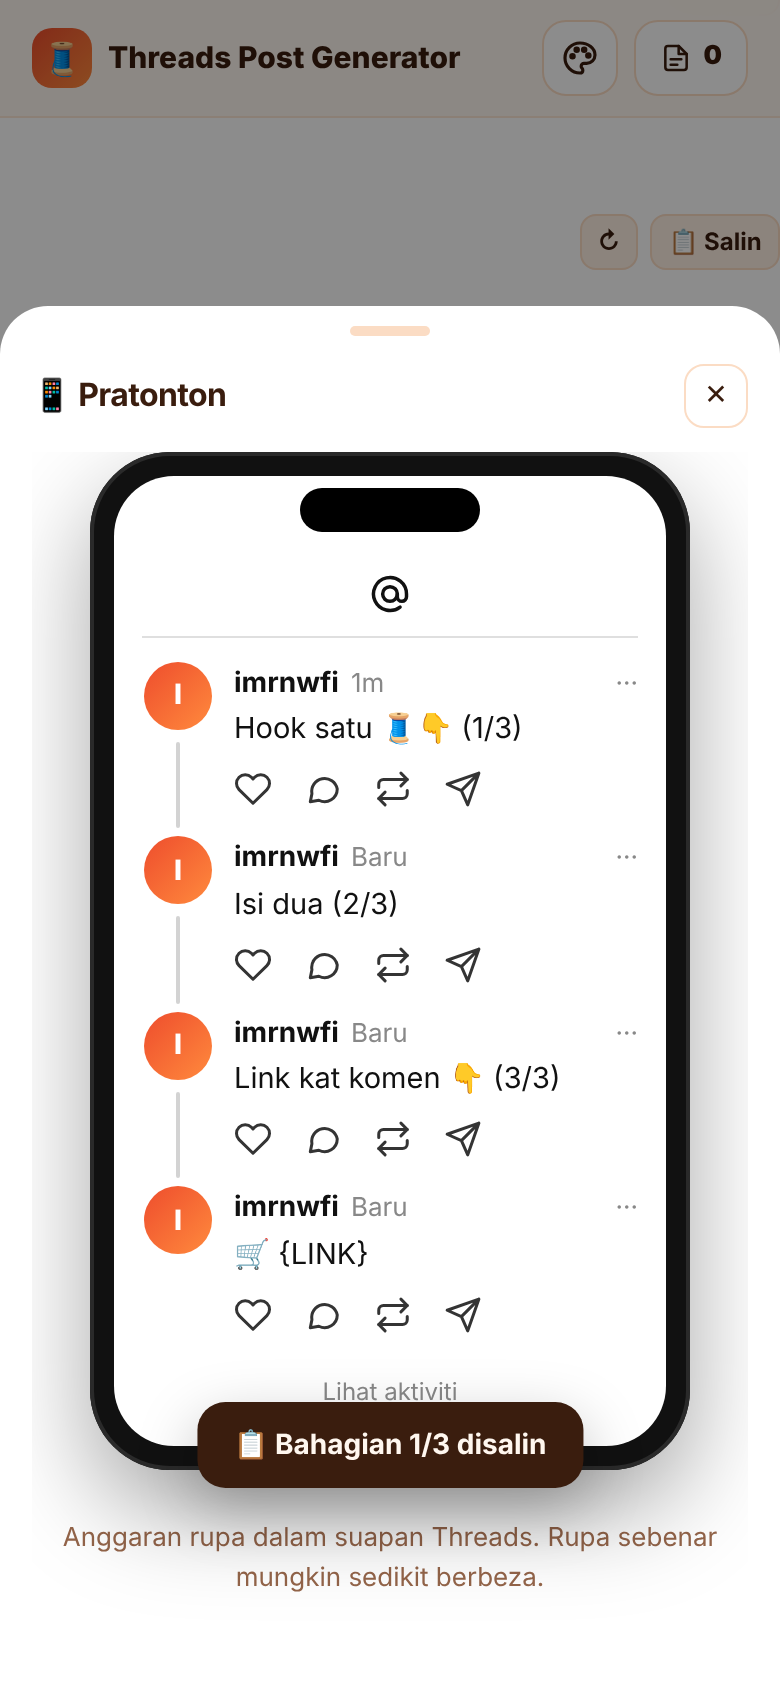 🧵 Threads Post Generator
0
↻ 📋 Salin
📱 Pratonton
✕
@
I
imrnwfi 1m ···
Hook satu 🧵👇 (1/3)
I
imrnwfi Baru ···
Isi dua (2/3)
I
imrnwfi Baru ···
Link kat komen 👇 (3/3)
I
imrnwfi Baru ···
🛒 {LINK}
Lihat aktiviti
📋 Bahagian 1/3 disalin
Anggaran rupa dalam suapan Threads. Rupa sebenar
mungkin sedikit berbeza.